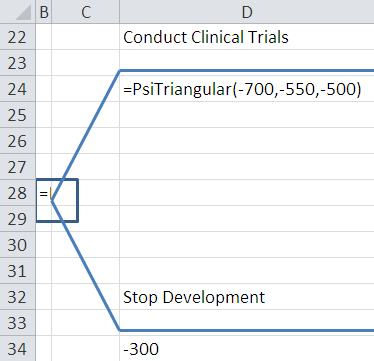 B C D
22 Conduct Clinical Trials
23
24 =PsiTriangular(-700,-550,-500)
25
26
27
28 =
29
30
31
32 Stop Development
33
34 -300